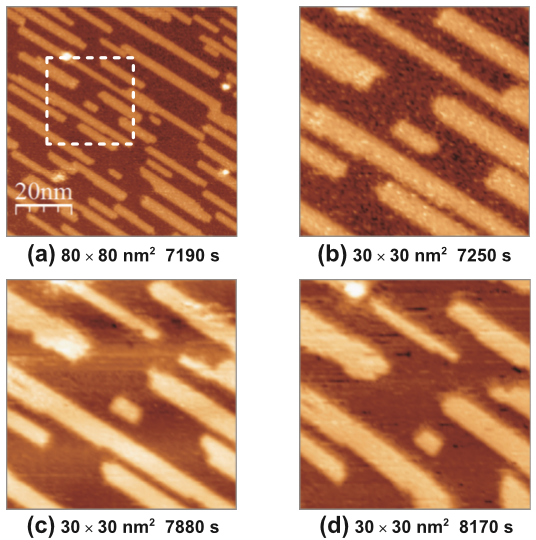 20nm
(a) 80 × 80 nm² 7190 s
(b) 30 × 30 nm² 7250 s
(c) 30 × 30 nm² 7880 s
(d) 30 × 30 nm² 8170 s